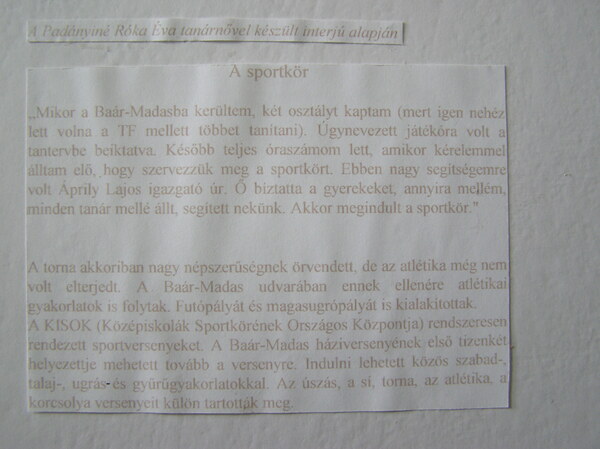 A Padányiné Róka Éva tanárnővel készült interjú alapján
A sportkör
„Mikor a Baár-Madasba kerültem, két osztályt kaptam (mert igen nehéz
lett volna a TF mellett többet tanítani). Úgynevezett játékóra volt a
tantervbe beiktatva. Később teljes óraszámom lett, amikor kérelemmel
álltam elő, hogy szervezzük meg a sportkört. Ebben nagy segítségemre
volt Áprily Lajos igazgató úr. Ő bíztatta a gyerekeket, annyira mellém,
minden tanár mellé állt, segített nekünk. Akkor megindult a sportkör."
A torna akkoriban nagy népszerűségnek örvendett, de az atlétika még nem
volt elterjedt. A Baár-Madas udvarában ennek ellenére atlétikai
gyakorlatok is folytak. Futópályát és magasugrópályát is kialakítottak.
A KISOK (Középiskolák Sportkörének Országos Központja) rendszeresen
rendezett sportversenyeket. A Baár-Madas háziversenyének első tizenkét
helyezettje mehetett tovább a versenyre. Indulni lehetett közös szabad-,
talaj-, ugrás- és gyűrűgyakorlatokkal. Az úszás, a sí, torna, az atlétika, a
korcsolya versenyeit külön tartották meg.